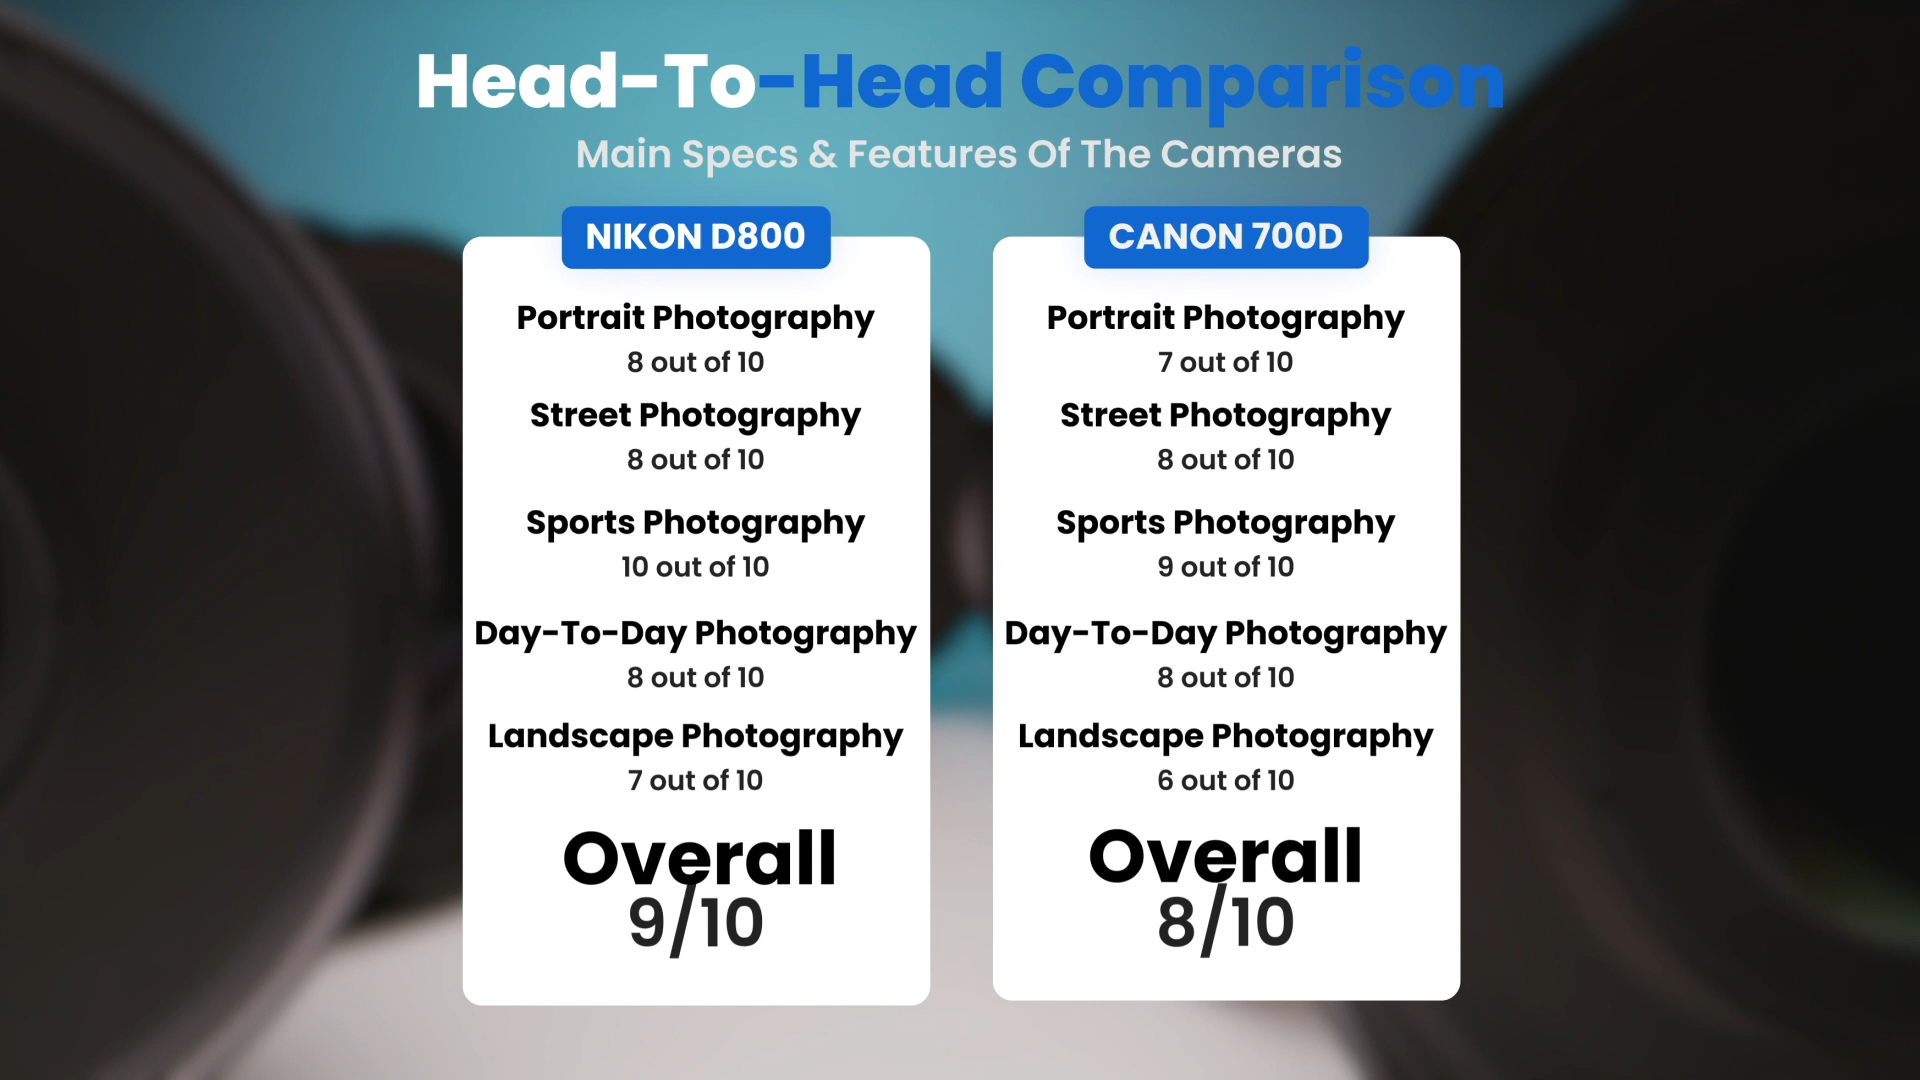 Head-To-Head Comparison
Main Specs & Features Of The Cameras
NIKON D800
Portrait Photography
8 out of 10
Street Photography
8 out of 10
Sports Photography
10 out of 10
Day-To-Day Photography
8 out of 10
Landscape Photography
7 out of 10
Overall
9/10
CANON 700D
Portrait Photography
7 out of 10
Street Photography
8 out of 10
Sports Photography
9 out of 10
Day-To-Day Photography
8 out of 10
Landscape Photography
6 out of 10
Overall
8/10